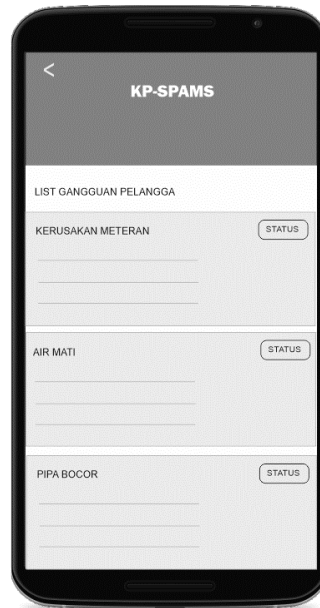 <
KP-SPAMS
LIST GANGGUAN PELANGGA
KERUSAKAN METERAN
STATUS
AIR MATI
STATUS
PIPA BOCOR
STATUS